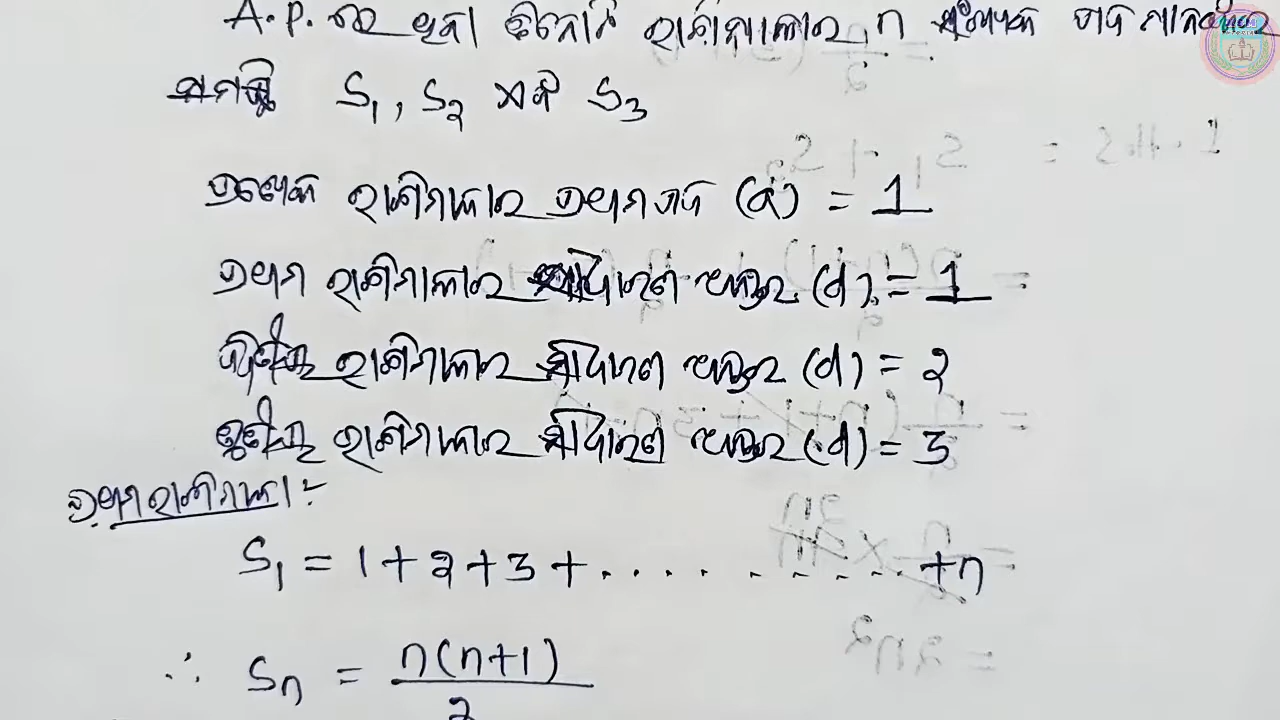 A.P. ରେ ଥିବା ତିନୋଟି ରାଶିମାଳାର n ସଂଖ୍ୟକ ପଦ ମାନଙ୍କର
ସମଷ୍ଟି S₁, S₂ ଏବଂ S₃
ପ୍ରତ୍ୟେକ ରାଶିମାଳାର ପ୍ରଥମ ପଦ (a) = 1
ପ୍ରଥମ ରାଶିମାଳାର ସାଧାରଣ ଅନ୍ତର (d) = 1
ଦ୍ୱିତୀୟ ରାଶିମାଳାର ସାଧାରଣ ଅନ୍ତର (d) = 2
ତୃତୀୟ ରାଶିମାଳାର ସାଧାରଣ ଅନ୍ତର (d) = 3
ପ୍ରଥମ ରାଶିମାଳା :-
S₁ = 1 + 2 + 3 + .......... + n
∴ Sn = n(n+1) / 2